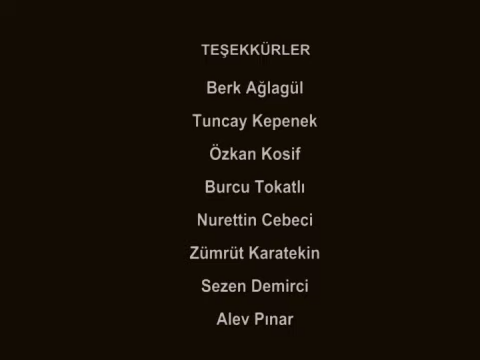 TEŞEKKÜRLER
Berk Ağlagül
Tuncay Kepenek
Özkan Kosif
Burcu Tokatlı
Nurettin Cebeci
Zümrüt Karatekin
Sezen Demirci
Alev Pınar